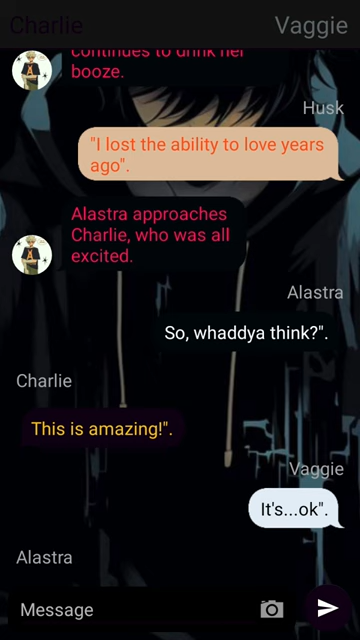 Charlie
Vaggie
continues to drink her
booze.
Husk
"I lost the ability to love years
ago".
Alastra approaches
Charlie, who was all
excited.
Alastra
So, whaddya think?".
Charlie
This is amazing!".
Vaggie
It's...ok".
Alastra
Message